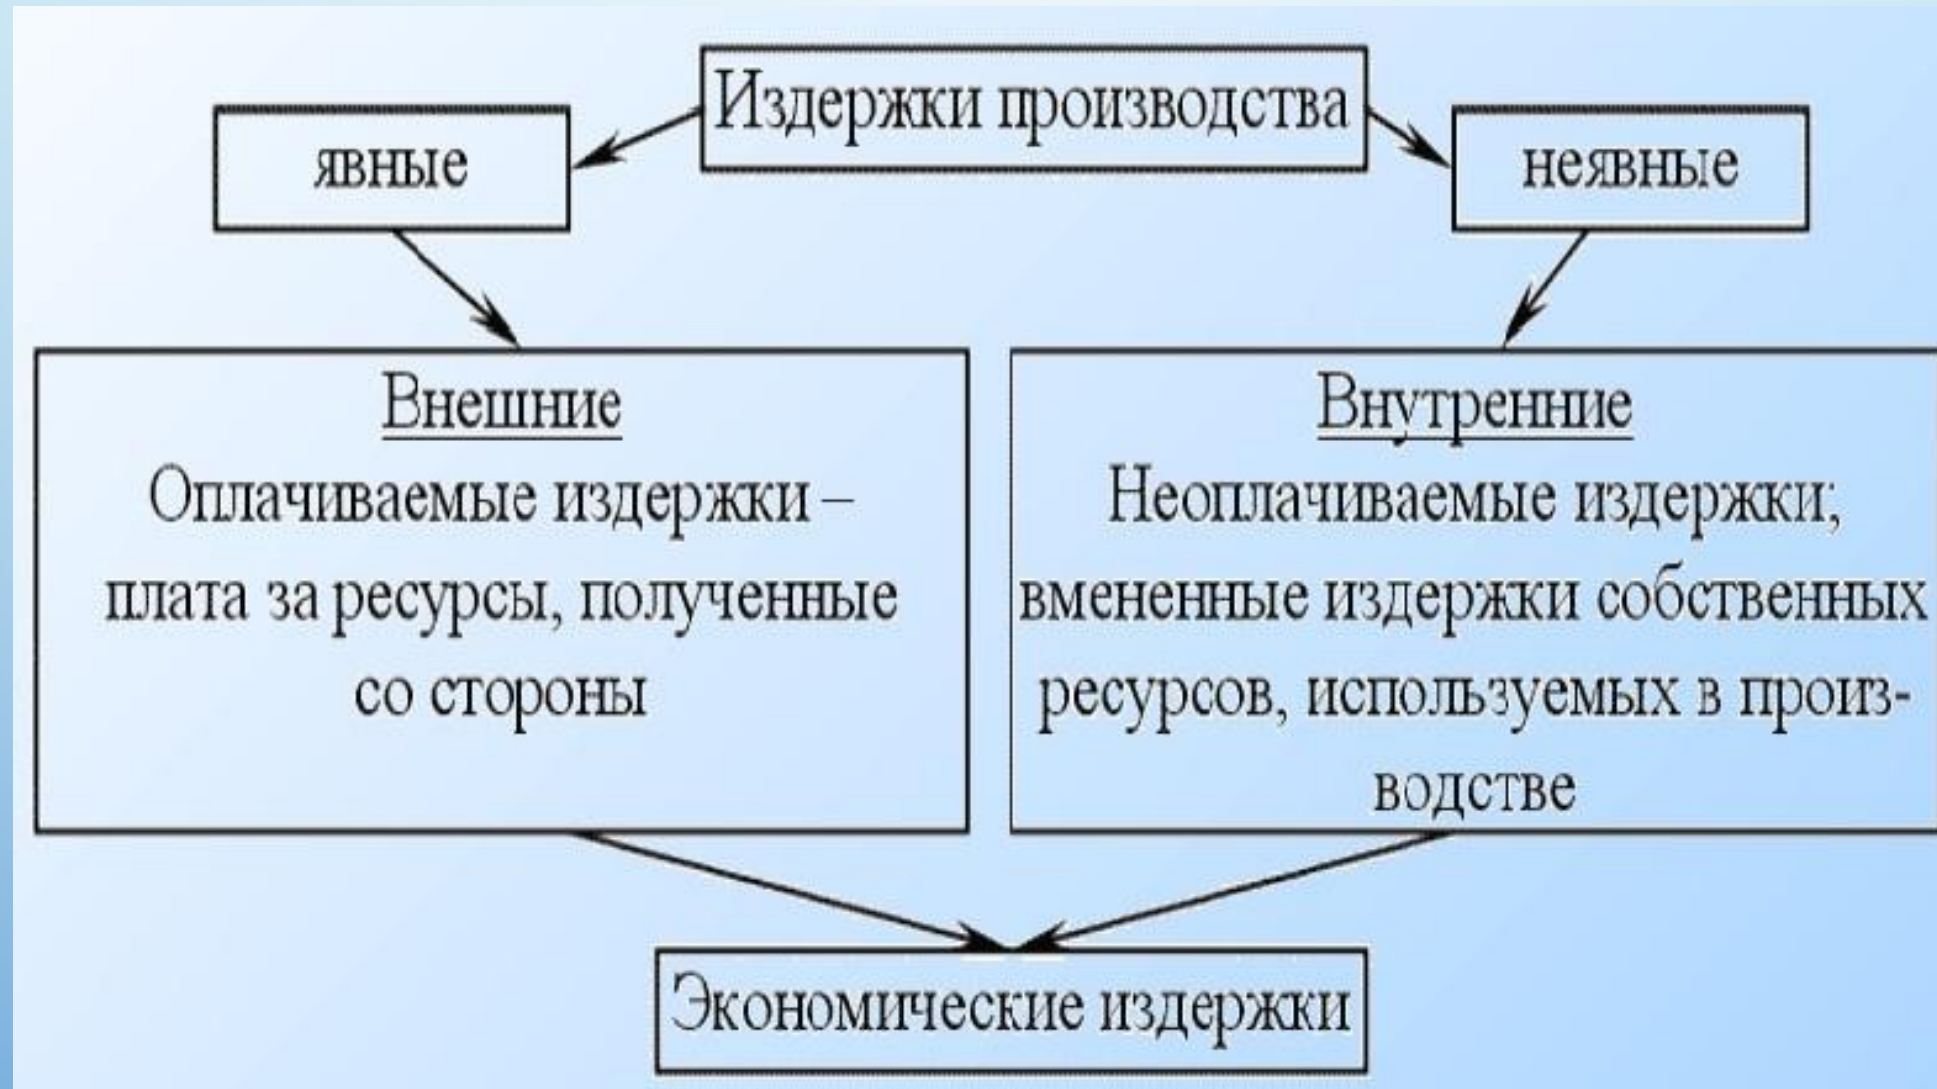 Издержки производства
явные
неявные
Внешние
Оплачиваемые издержки –
плата за ресурсы, полученные
со стороны
Внутренние
Неоплачиваемые издержки;
вмененные издержки собственных
ресурсов, используемых в произ-
водстве
Экономические издержки